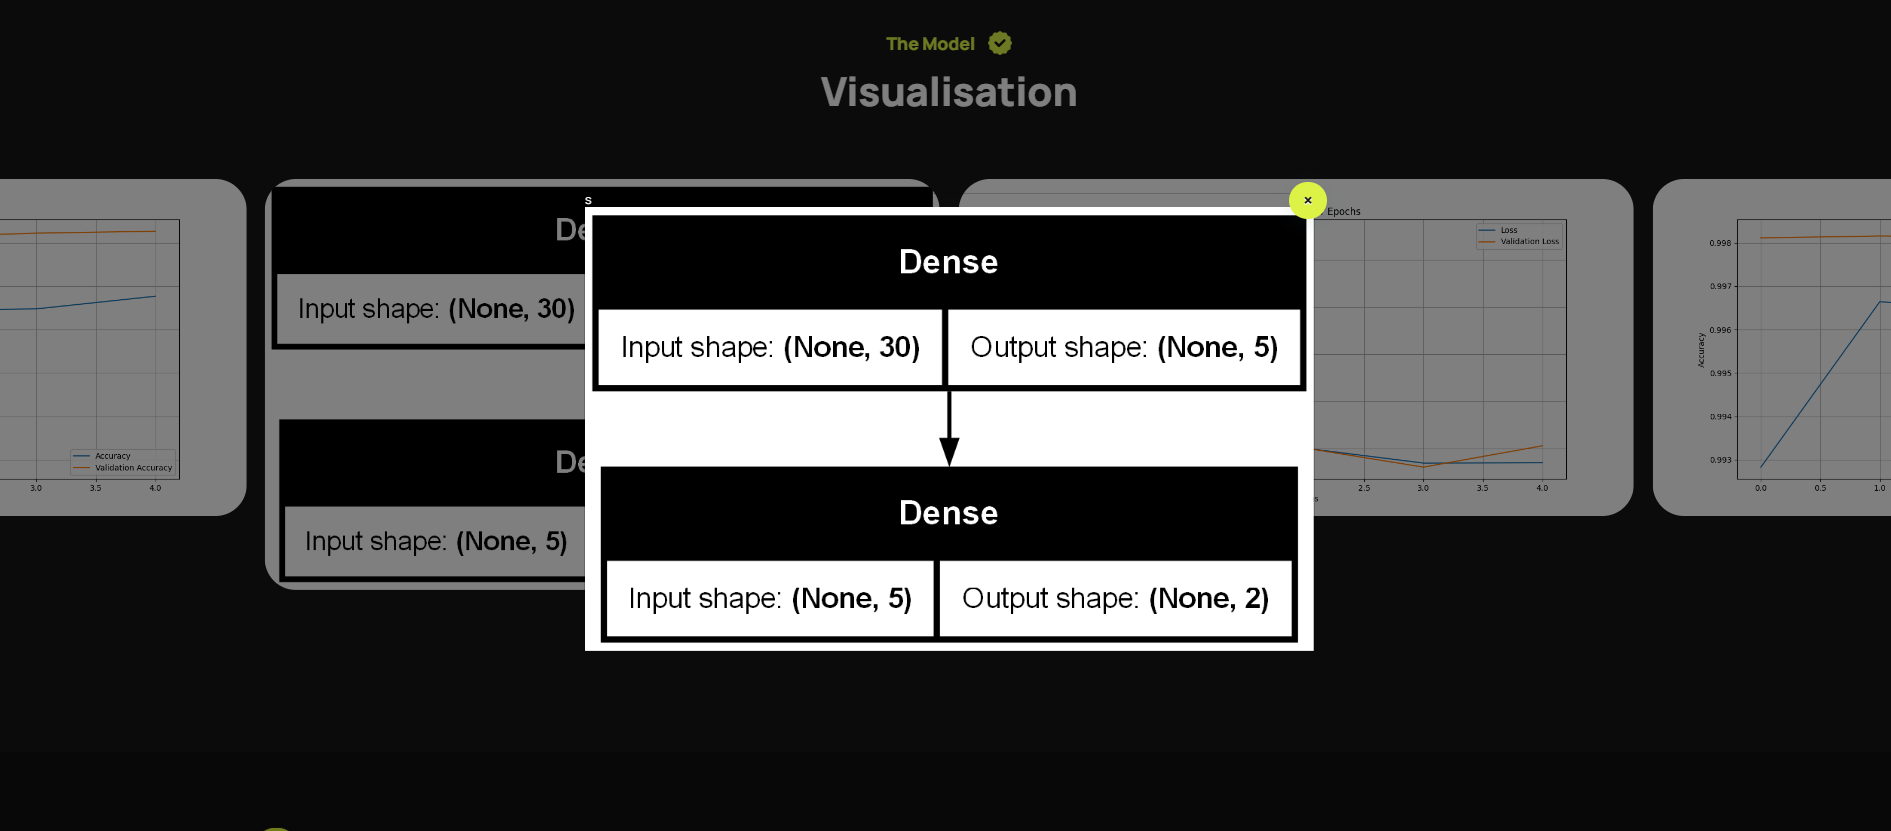 The Model
Visualisation
s
Dense
Input shape: (None, 30)
Output shape: (None, 5)
Dense
Input shape: (None, 5)
Output shape: (None, 2)
Accuracy
Validation Accuracy
3.0
3.5
4.0
De
Input shape: (None, 30)
De
Input shape: (None, 5)
Epochs
Loss
Validation Loss
2.5
3.0
3.5
4.0
s
0.998
0.997
0.996
0.995
0.994
0.993
Accuracy
0.0
0.5
1.0